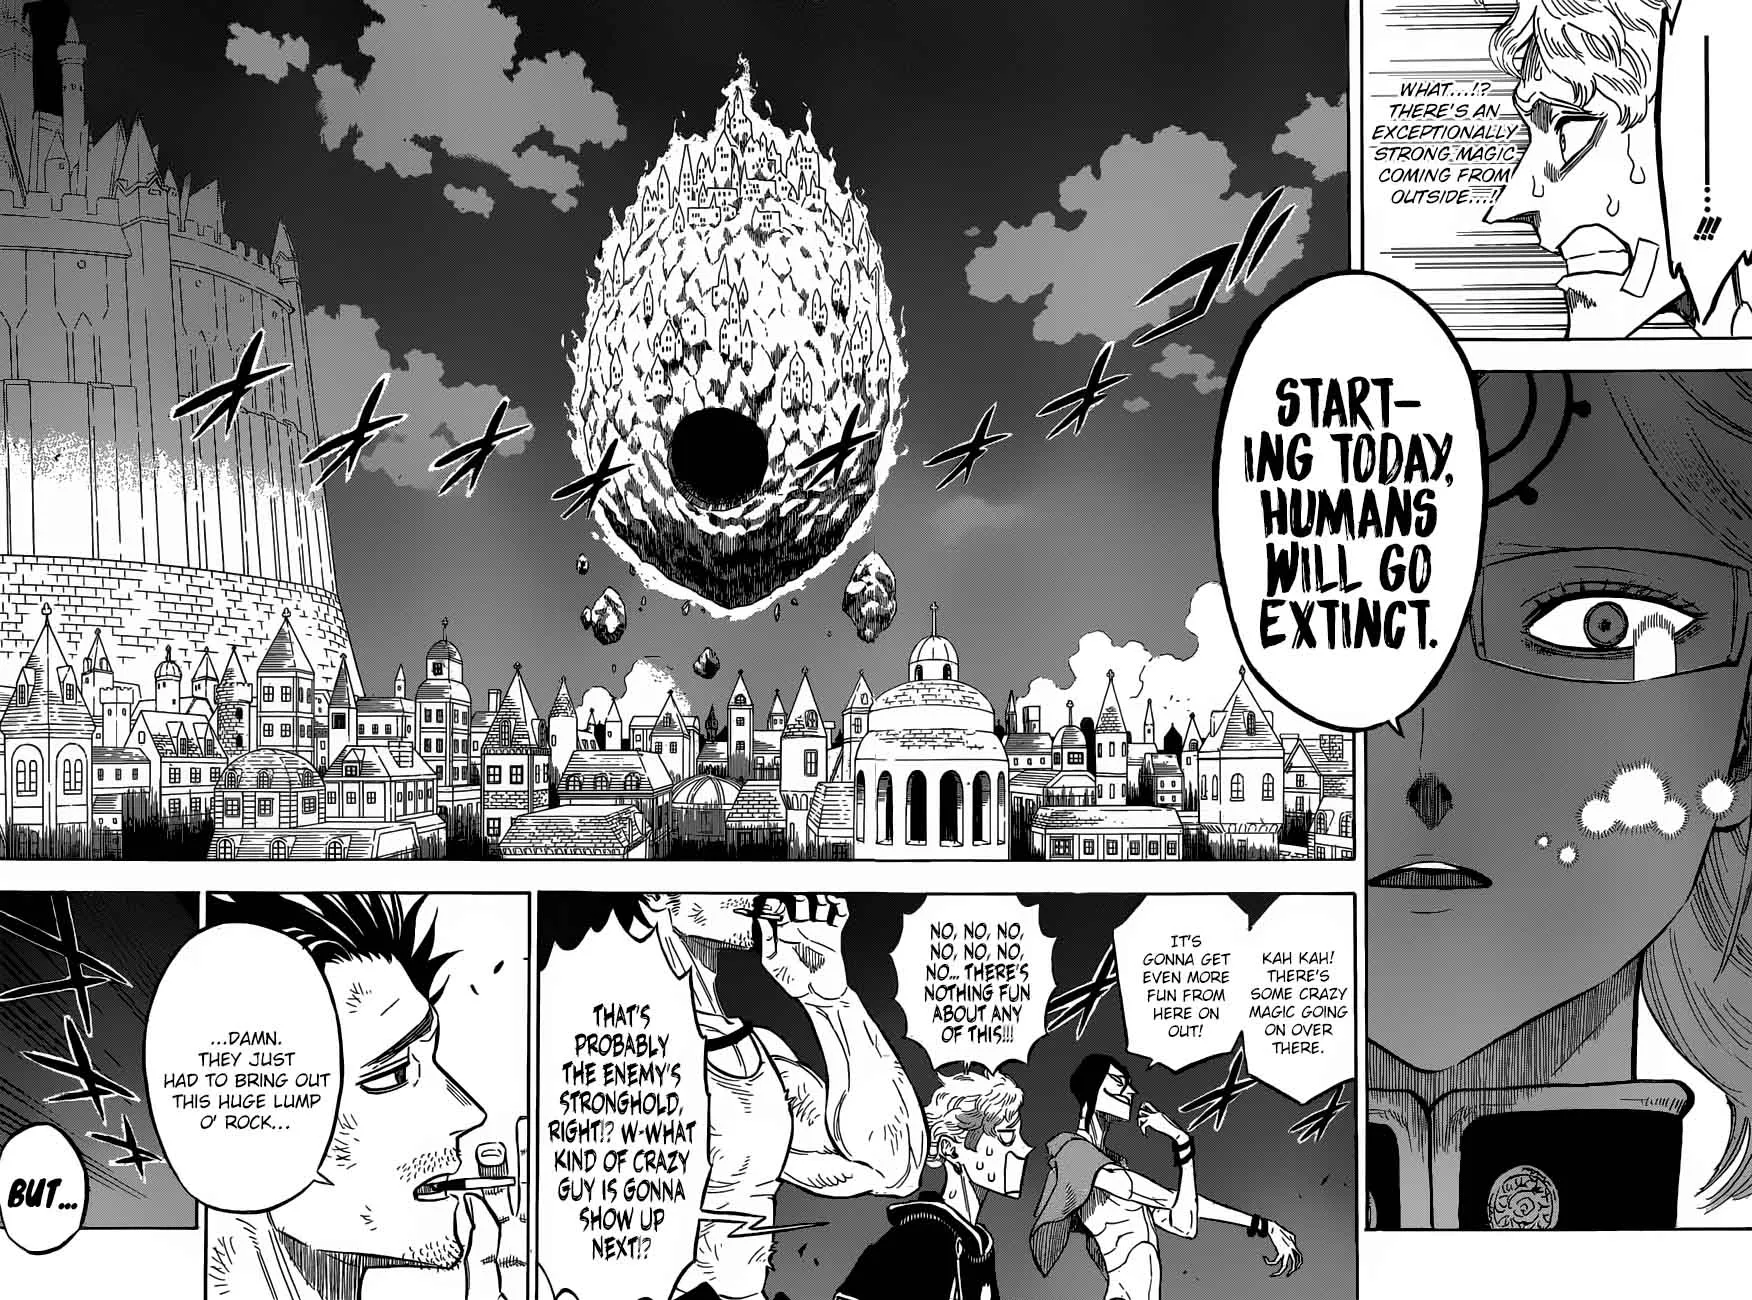 ......!!!
WHAT...!?
THERE'S AN
EXCEPTIONALLY
STRONG MAGIC
COMING FROM
OUTSIDE...!
START-
ING TODAY,
HUMANS
WILL GO
EXTINCT.
ゴ
KAH KAH!
THERE'S
SOME CRAZY
MAGIC GOING
ON OVER
THERE.
IT'S
GONNA GET
EVEN MORE
FUN FROM
HERE ON
OUT!
NO, NO, NO,
NO, NO, NO,
NO... THERE'S
NOTHING FUN
ABOUT ANY
OF THIS!!!
THAT'S
PROBABLY
THE ENEMY'S
STRONGHOLD,
RIGHT!? W-WHAT
KIND OF CRAZY
GUY IS GONNA
SHOW UP
NEXT!?
...DAMN.
THEY JUST
HAD TO BRING OUT
THIS HUGE LUMP
O' ROCK...
BUT...